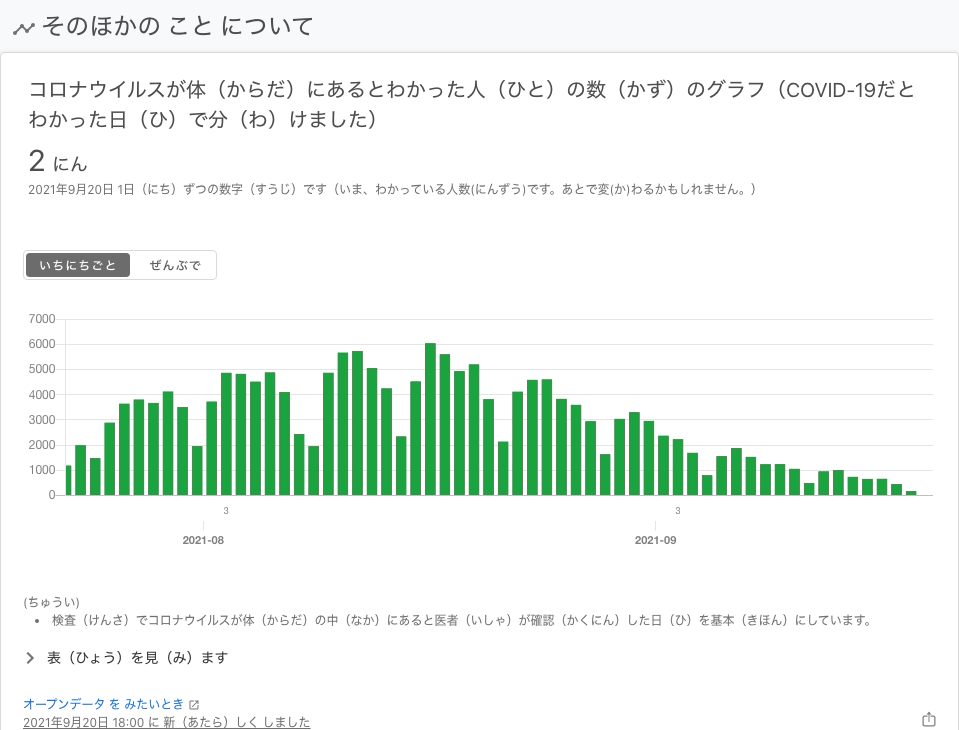 そのほかの こと について
コロナウイルスが体（からだ）にあるとわかった人（ひと）の数（かず）のグラフ（COVID-19だと
わかった日（ひ）で分（わ）けました）
2 にん
2021年9月20日 1日（にち）ずつの数字（すうじ）です（いま、わかっている人数(にんずう)です。あとで変(か)わるかもしれません。）
いちにちごと ぜんぶで
7000
6000
5000
4000
3000
2000
1000
0
3 3
2021-08 2021-09
(ちゅうい)
• 検査（けんさ）でコロナウイルスが体（からだ）の中（なか）にあると医者（いしゃ）が確認（かくにん）した日（ひ）を基本（きほん）にしています。
表（ひょう）を見（み）ます
オープンデータ を みたいとき
2021年9月20日 18:00 に 新（あたら）しく しました